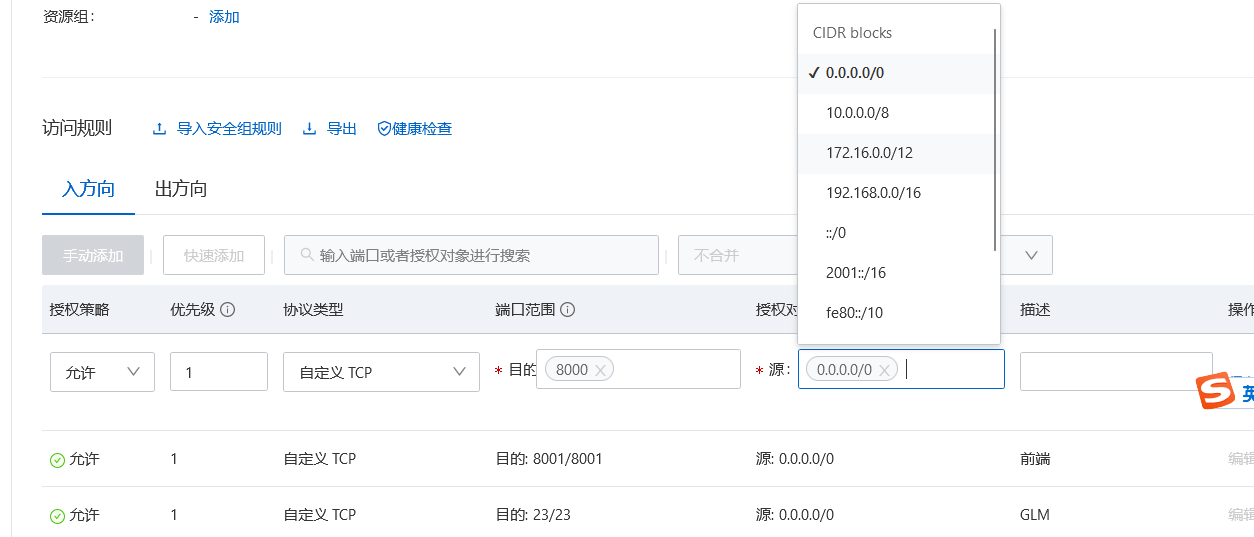 资源组： - 添加
CIDR blocks
✓ 0.0.0.0/0
10.0.0.0/8
172.16.0.0/12
192.168.0.0/16
::/0
2001::/16
fe80::/10
访问规则 导入安全组规则 导出 健康检查
入方向 出方向
手动添加 快速添加 输入端口或者授权对象进行搜索 不合并
授权策略 优先级 协议类型 端口范围 授权对 描述 操作
允许 1 自定义 TCP * 目的 8000 * 源： 0.0.0.0/0
英
允许 1 自定义 TCP 目的: 8001/8001 源: 0.0.0.0/0 前端 编辑
允许 1 自定义 TCP 目的: 23/23 源: 0.0.0.0/0 GLM 编辑